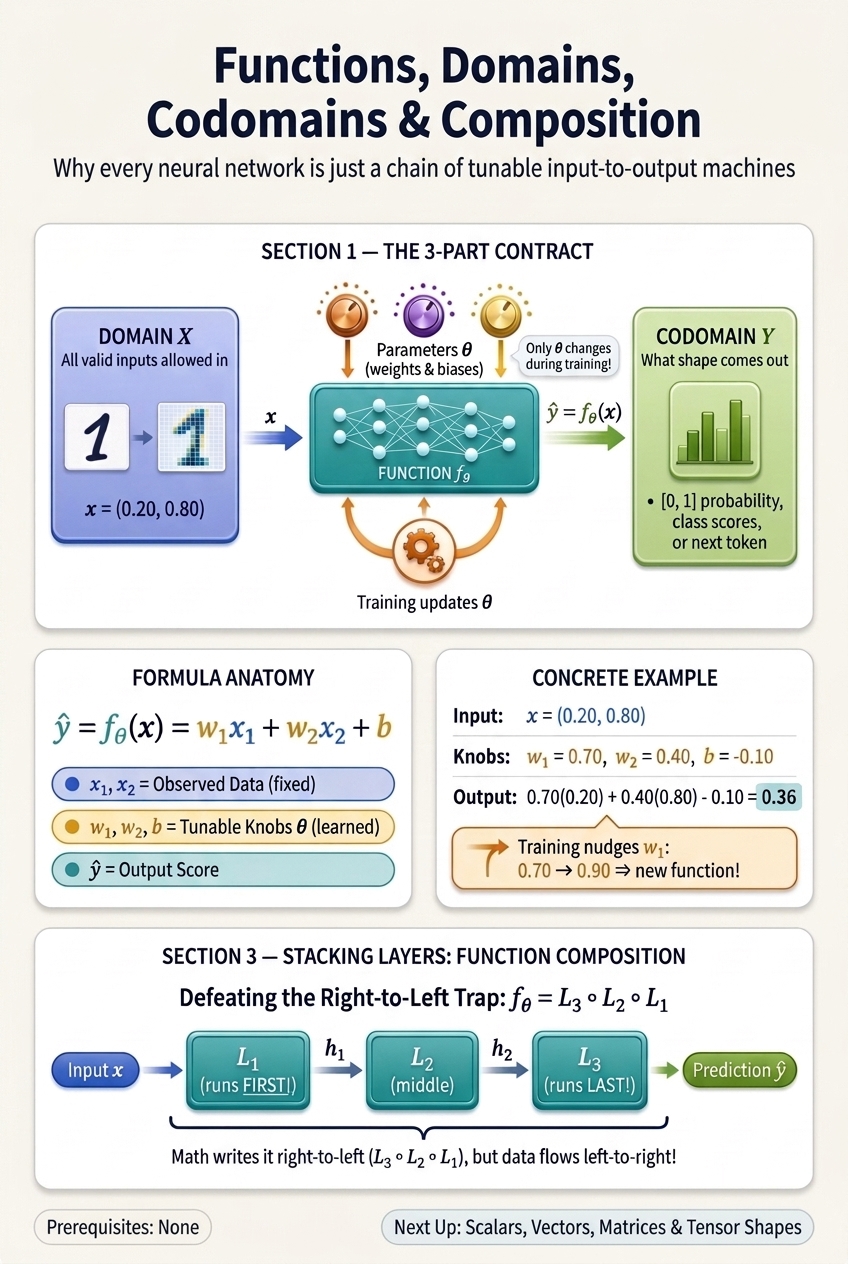 Functions, Domains,
Codomains & Composition
Why every neural network is just a chain of tunable input-to-output machines
SECTION 1 — THE 3-PART CONTRACT
DOMAIN X
All valid inputs allowed in
1
1
x = (0.20, 0.80)
x
Parameters θ
(weights & biases)
Only θ changes
during training!
FUNCTION f₉
Training updates θ
ŷ = fθ(x)
CODOMAIN Y
What shape comes out
• [0, 1] probability,
class scores,
or next token
FORMULA ANATOMY
ŷ = fθ(x) = w₁x₁ + w₂x₂ + b
x₁, x₂ = Observed Data (fixed)
w₁, w₂, b = Tunable Knobs θ (learned)
ŷ = Output Score
CONCRETE EXAMPLE
Input: x = (0.20, 0.80)
Knobs: w₁ = 0.70, w₂ = 0.40, b = -0.10
Output: 0.70(0.20) + 0.40(0.80) - 0.10 = 0.36
Training nudges w₁:
0.70 → 0.90 ⇒ new function!
SECTION 3 — STACKING LAYERS: FUNCTION COMPOSITION
Defeating the Right-to-Left Trap: fθ = L₃ ∘ L₂ ∘ L₁
Input x
L₁
(runs FIRST!)
h₁
L₂
(middle)
h₂
L₃
(runs LAST!)
Prediction ŷ
Math writes it right-to-left (L₃ ∘ L₂ ∘ L₁), but data flows left-to-right!
Prerequisites: None
Next Up: Scalars, Vectors, Matrices & Tensor Shapes